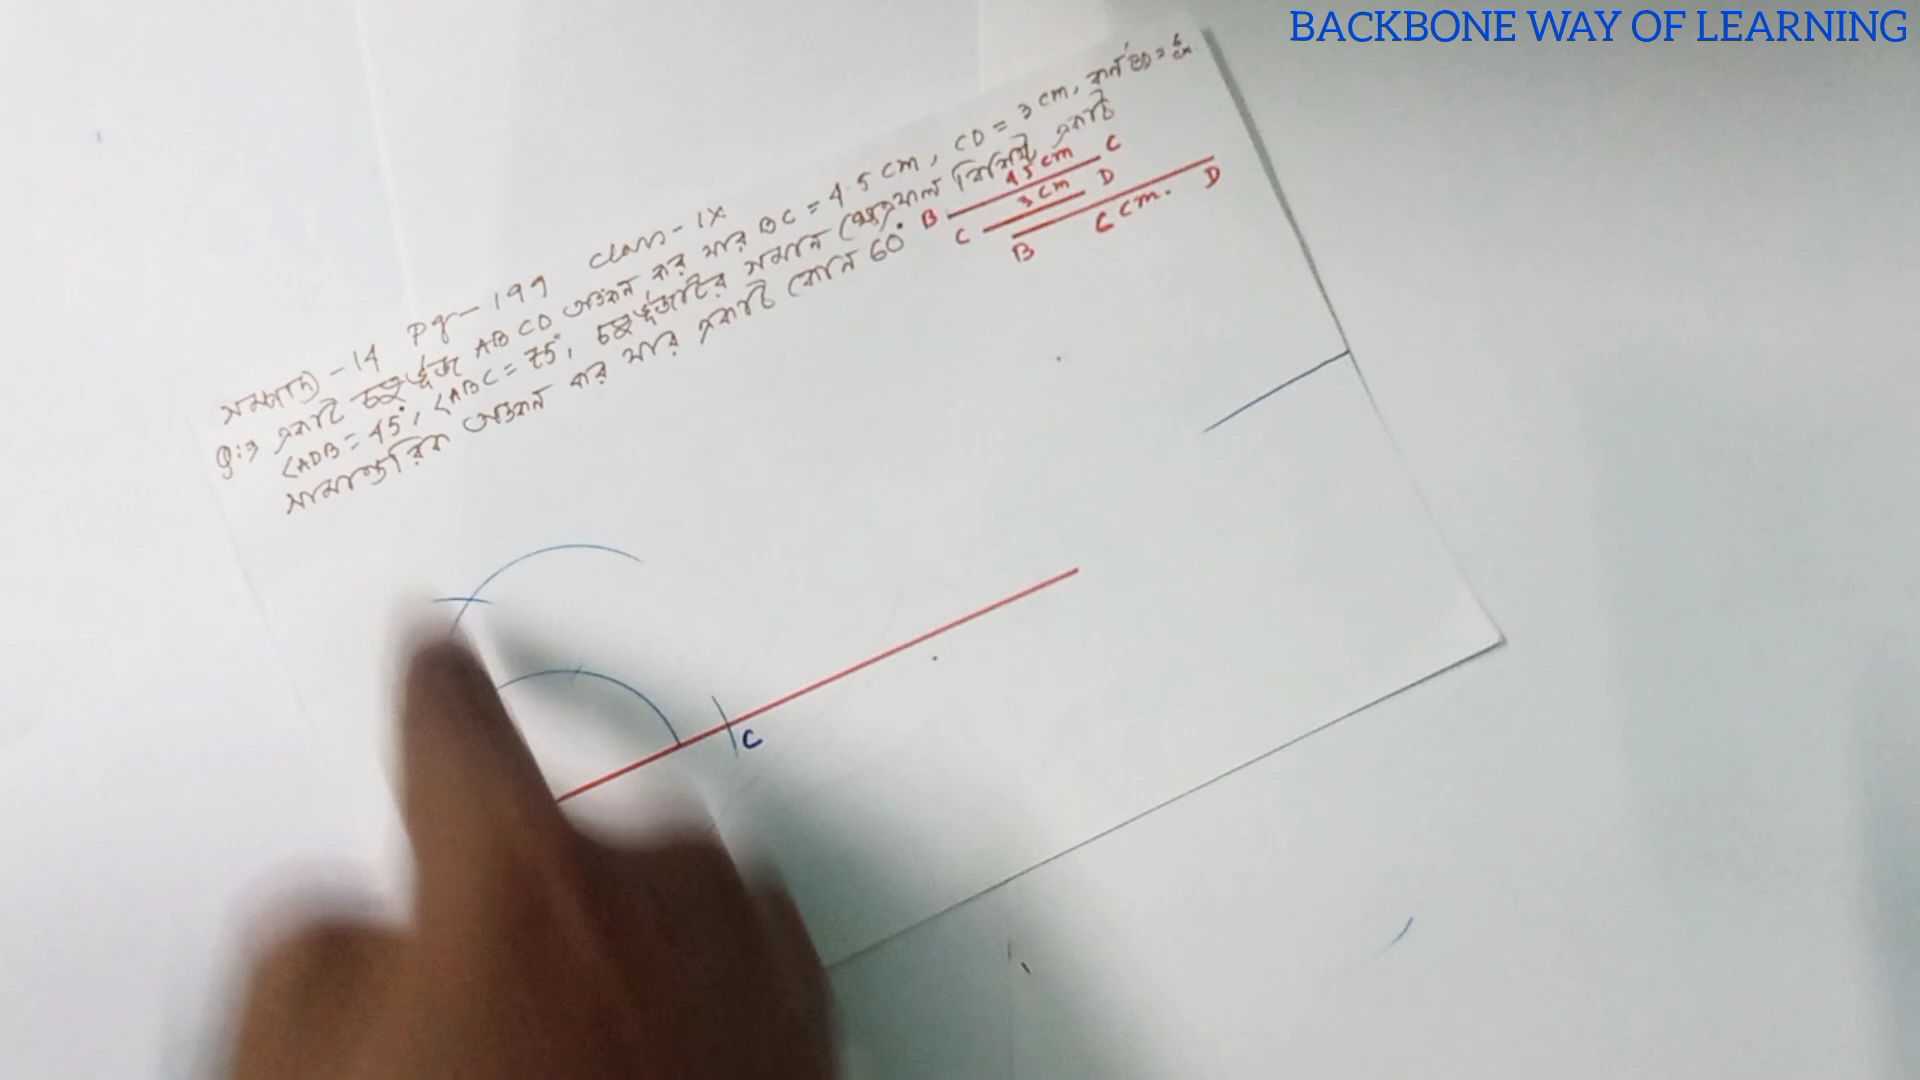 BACKBONE WAY OF LEARNING
সম্পাদ্য - 14 Pg - 199 Class - IX
Q:3 একটি চতুর্ভুজ ABCD অঙ্কন কর যার BC = 4.5 cm, CD = 3 cm, কর্ন BD = 6 cm.
∠ADB = 45°, ∠ABC = 75°, চতুর্ভুজটির সমান ক্ষেত্রফল বিশিষ্ট একটি
সামান্তরিক অঙ্কন কর যার একটি কোন 60°
B 4.5 cm C
C 3 cm D
B 6 cm. D
C